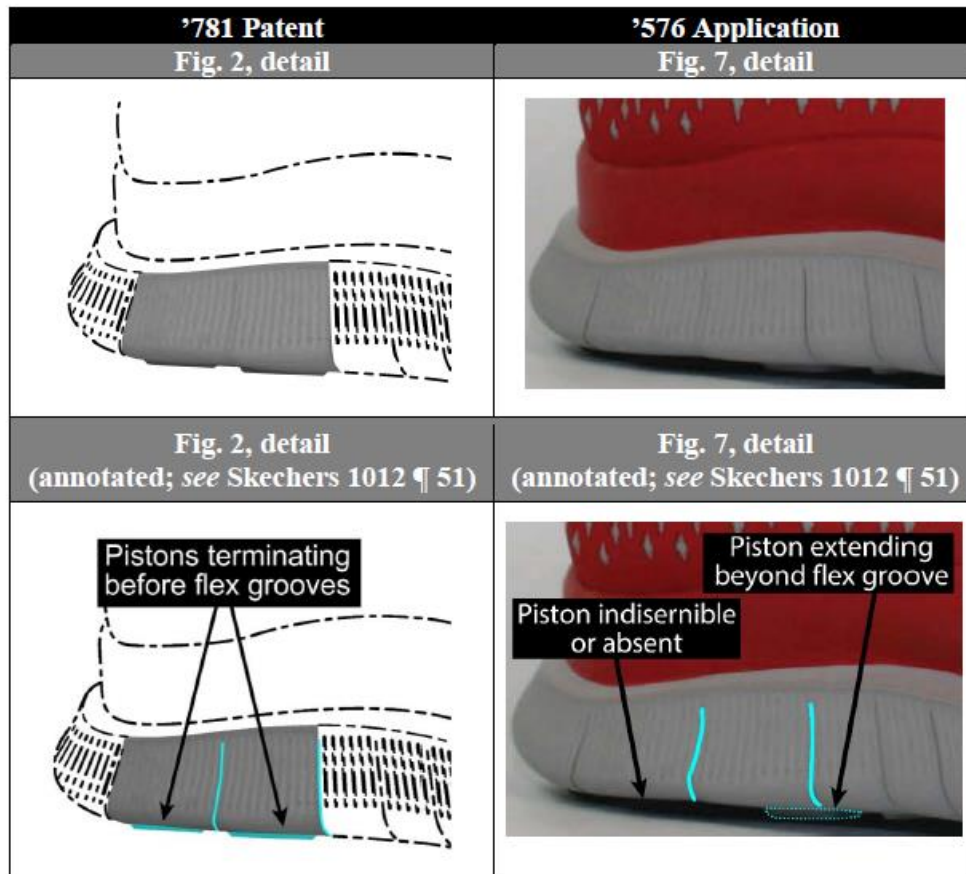 ’781 Patent
’576 Application
Fig. 2, detail
Fig. 7, detail
Fig. 2, detail
(annotated; see Skechers 1012 ¶ 51)
Fig. 7, detail
(annotated; see Skechers 1012 ¶ 51)
Pistons terminating
before flex grooves
Piston extending
beyond flex groove
Piston indisernible
or absent